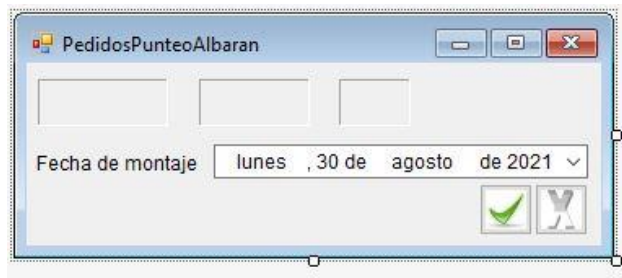 PedidosPunteoAlbaran
Fecha de montaje lunes , 30 de agosto de 2021